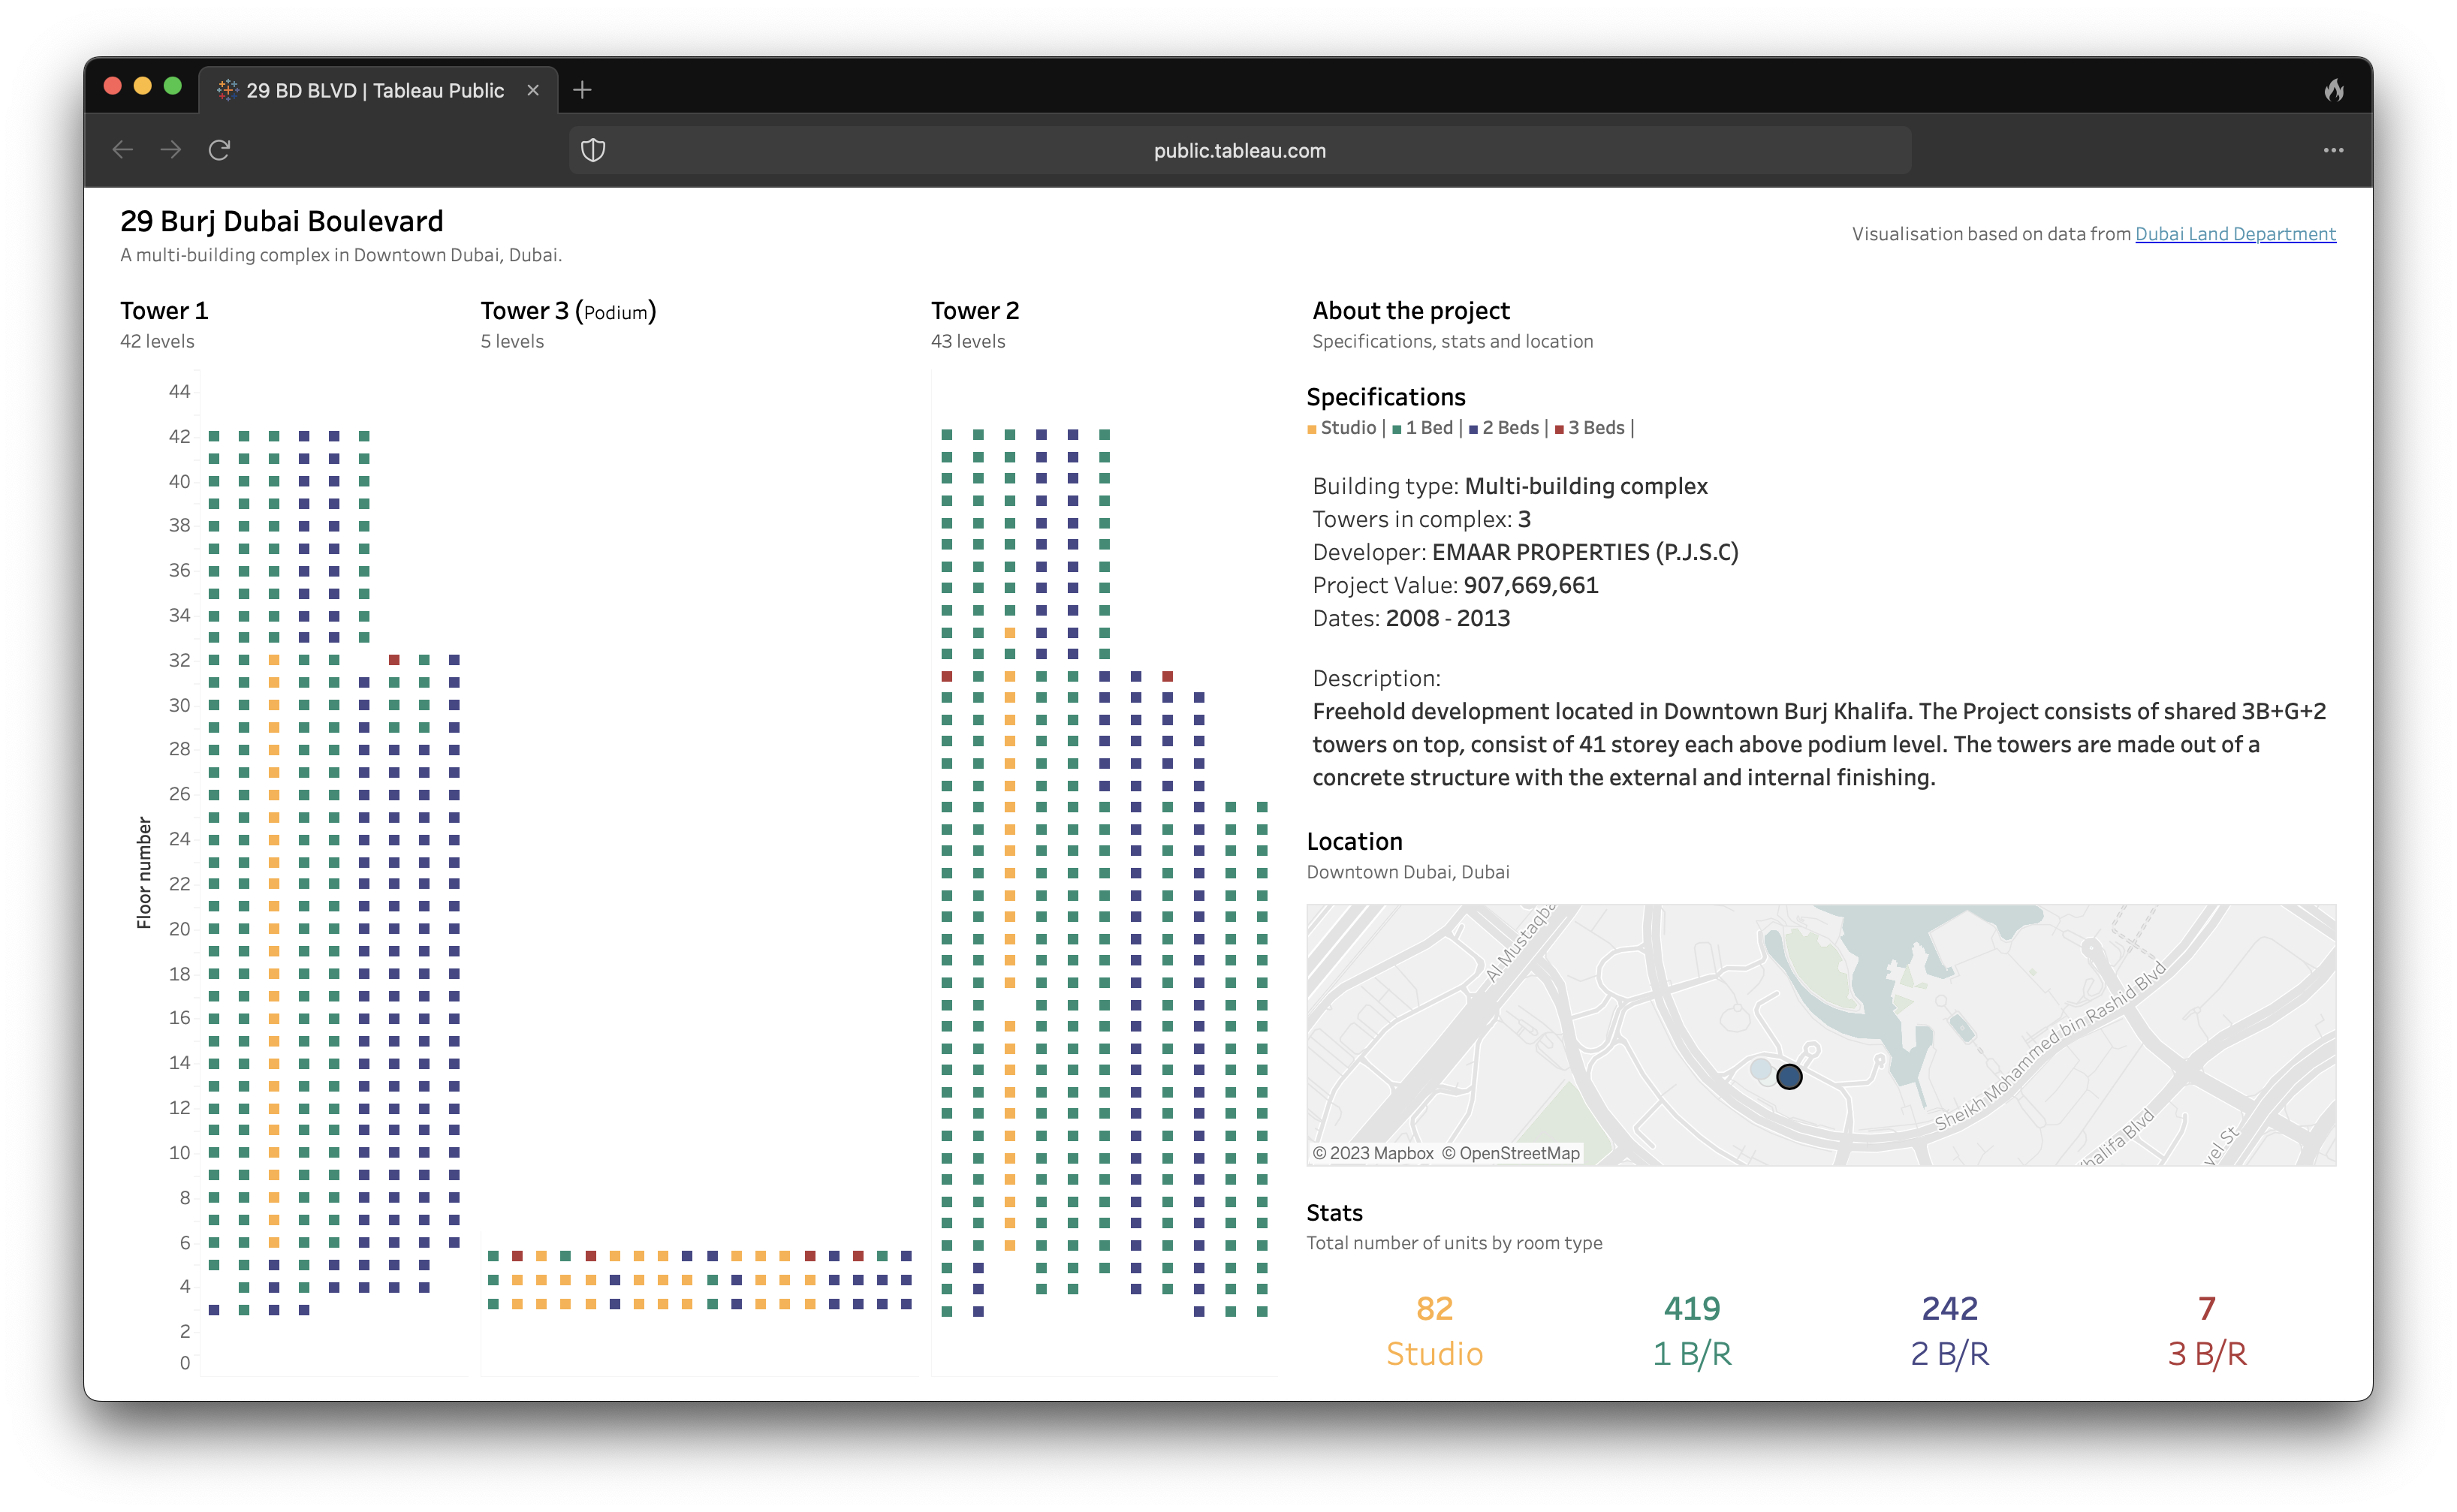 29 BD BLVD | Tableau Public
public.tableau.com
29 Burj Dubai Boulevard
A multi-building complex in Downtown Dubai, Dubai.
Visualisation based on data from Dubai Land Department
Tower 1
42 levels
Tower 3 (Podium)
5 levels
Tower 2
43 levels
Floor number
44
42
40
38
36
34
32
30
28
26
24
22
20
18
16
14
12
10
8
6
4
2
0
About the project
Specifications, stats and location
Specifications
Studio | 1 Bed | 2 Beds | 3 Beds |
Building type: Multi-building complex
Towers in complex: 3
Developer: EMAAR PROPERTIES (P.J.S.C)
Project Value: 907,669,661
Dates: 2008 - 2013
Description:
Freehold development located in Downtown Burj Khalifa. The Project consists of shared 3B+G+2
towers on top, consist of 41 storey each above podium level. The towers are made out of a
concrete structure with the external and internal finishing.
Location
Downtown Dubai, Dubai
Al Mustaqba
Sheikh Mohammed bin Rashid Blvd
halifa Blvd
vel St
© 2023 Mapbox © OpenStreetMap
Stats
Total number of units by room type
82 419 242 7
Studio 1 B/R 2 B/R 3 B/R